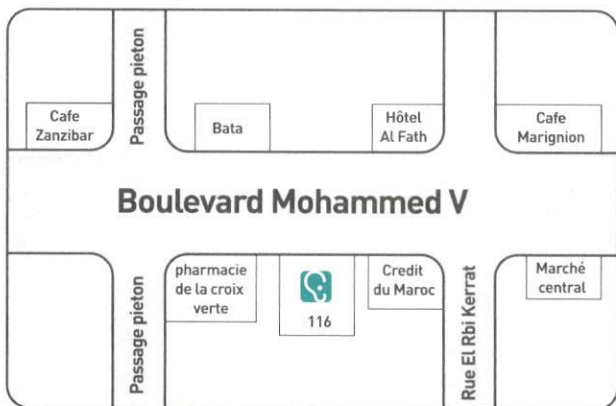 Passage pieton
Cafe
Zanzibar
Bata
Hôtel
Al Fath
Cafe
Marignion
Boulevard Mohammed V
Passage pieton
pharmacie
de la croix
verte
116
Credit
du Maroc
Rue El Rbi Kerrat
Marché
central